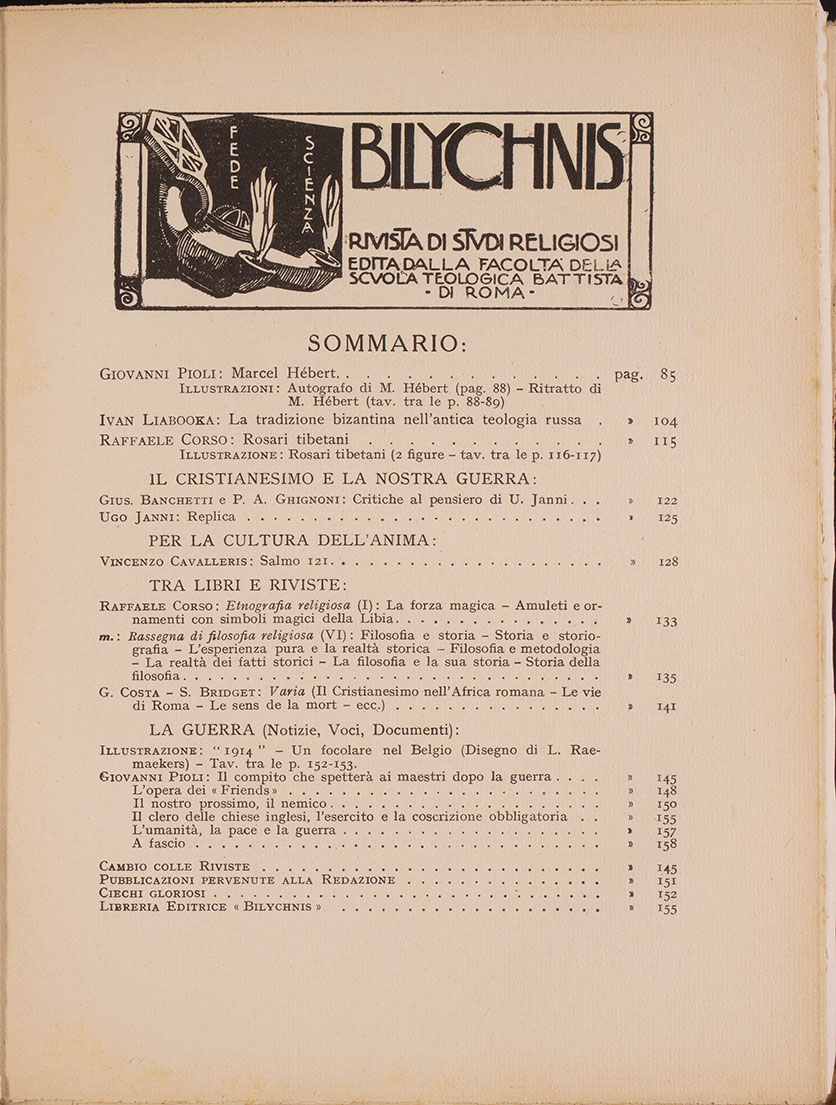 FEDE
SCIENZA
BILYCHNIS
RIVISTA DI STVDI RELIGIOSI
EDITA DALLA FACOLTA DELLA
SCVOLA TEOLOGICA BATTISTA
- DI ROMA -
SOMMARIO:
GIOVANNI PIOLI: Marcel Hébert. . . . . . . . . . . . . . pag. 85
ILLUSTRAZIONI: Autografo di M. Hébert (pag. 88) – Ritratto di
M. Hébert (tav. tra le p. 88-89)
IVAN LIABOOKA: La tradizione bizantina nell'antica teologia russa . » 104
RAFFAELE CORSO: Rosari tibetani . . . . . . . . . . . . » 115
ILLUSTRAZIONE: Rosari tibetani (2 figure – tav. tra le p. 116-117)
IL CRISTIANESIMO E LA NOSTRA GUERRA:
GIUS. BANCHETTI e P. A. GHIGNONI: Critiche al pensiero di U. Janni . . . » 122
UGO JANNI: Replica . . . . . . . . . . . . . . . . . . . . . . . . . . . » 125
PER LA CULTURA DELL'ANIMA:
VINCENZO CAVALLERIS: Salmo 121. . . . . . . . . . . . . . . . . . . . . » 128
TRA LIBRI E RIVISTE:
RAFFAELE CORSO: Etnografia religiosa (I): La forza magica – Amuleti e or-
namenti con simboli magici della Libia. . . . . . . . . . . . . . . . » 133
m.: Rassegna di filosofia religiosa (VI): Filosofia e storia – Storia e storio-
grafia – L'esperienza pura e la realtà storica – Filosofia e metodologia
– La realtà dei fatti storici – La filosofia e la sua storia – Storia della
filosofia. . . . . . . . . . . . . . . . . . . . . . . . . . . . . . . . » 135
G. COSTA – S. BRIDGET: Varia (Il Cristianesimo nell'Africa romana – Le vie
di Roma – Le sens de la mort – ecc.) . . . . . . . . . . . . . . . . » 141
LA GUERRA (Notizie, Voci, Documenti):
ILLUSTRAZIONE: “ 1914 ” – Un focolare nel Belgio (Disegno di L. Rae-
maekers) – Tav. tra le p. 152-153.
GIOVANNI PIOLI: Il compito che spetterà ai maestri dopo la guerra . . . . » 145
L'opera dei « Friends » . . . . . . . . . . . . . . . . . . . . . . . . » 148
Il nostro prossimo, il nemico . . . . . . . . . . . . . . . . . . . . . » 150
Il clero delle chiese inglesi, l'esercito e la coscrizione obbligatoria . . » 155
L'umanità, la pace e la guerra . . . . . . . . . . . . . . . . . . . . » 157
A fascio . . . . . . . . . . . . . . . . . . . . . . . . . . . . . . . » 158
CAMBIO COLLE RIVISTE . . . . . . . . . . . . . . . . . . . . . . . . . . » 145
PUBBLICAZIONI PERVENUTE ALLA REDAZIONE . . . . . . . . . . . . . . . » 151
CIECHI GLORIOSI . . . . . . . . . . . . . . . . . . . . . . . . . . . . . » 152
LIBRERIA EDITRICE « BILYCHNIS » . . . . . . . . . . . . . . . . . . . . » 155